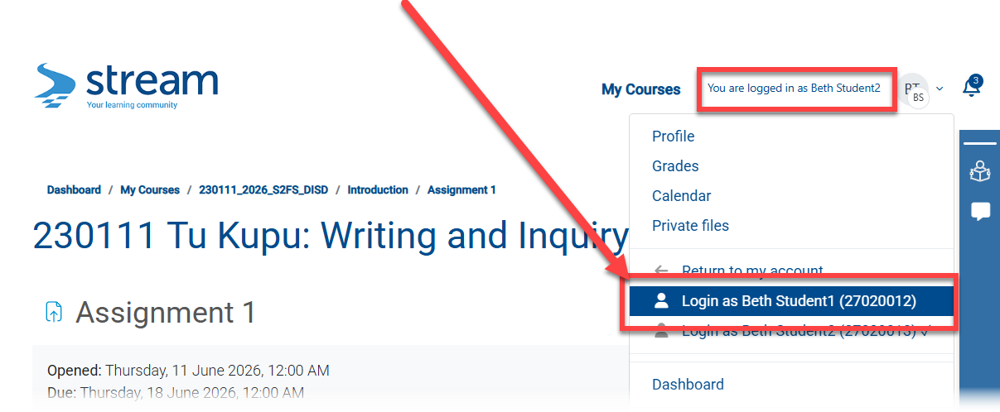 stream
Your learning community
My Courses
You are logged in as Beth Student2
BT
BS
3
Profile
Grades
Calendar
Private files
Dashboard / My Courses / 230111_2026_S2FS_DISD / Introduction / Assignment 1
230111 Tu Kupu: Writing and Inquiry
Return to my account
Login as Beth Student1 (27020012)
Login as Beth Student2 (27020013)
Assignment 1
Opened: Thursday, 11 June 2026, 12:00 AM
Due: Thursday, 18 June 2026, 12:00 AM
Dashboard